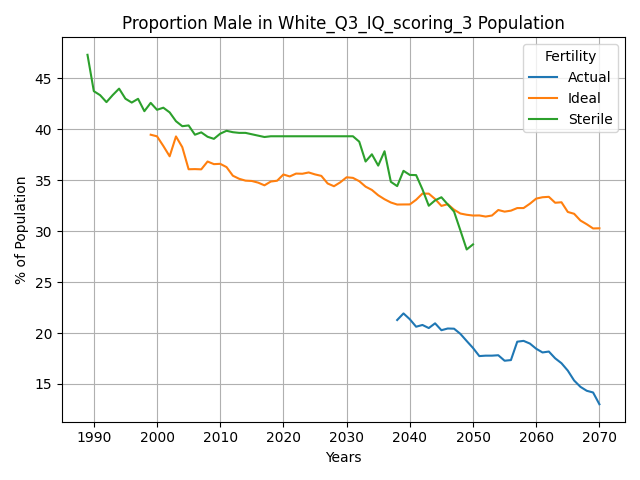 Proportion Male in White_Q3_IQ_scoring_3 Population
Fertility
Actual
Ideal
Sterile
% of Population
45
40
35
30
25
20
15
1990 2000 2010 2020 2030 2040 2050 2060 2070
Years